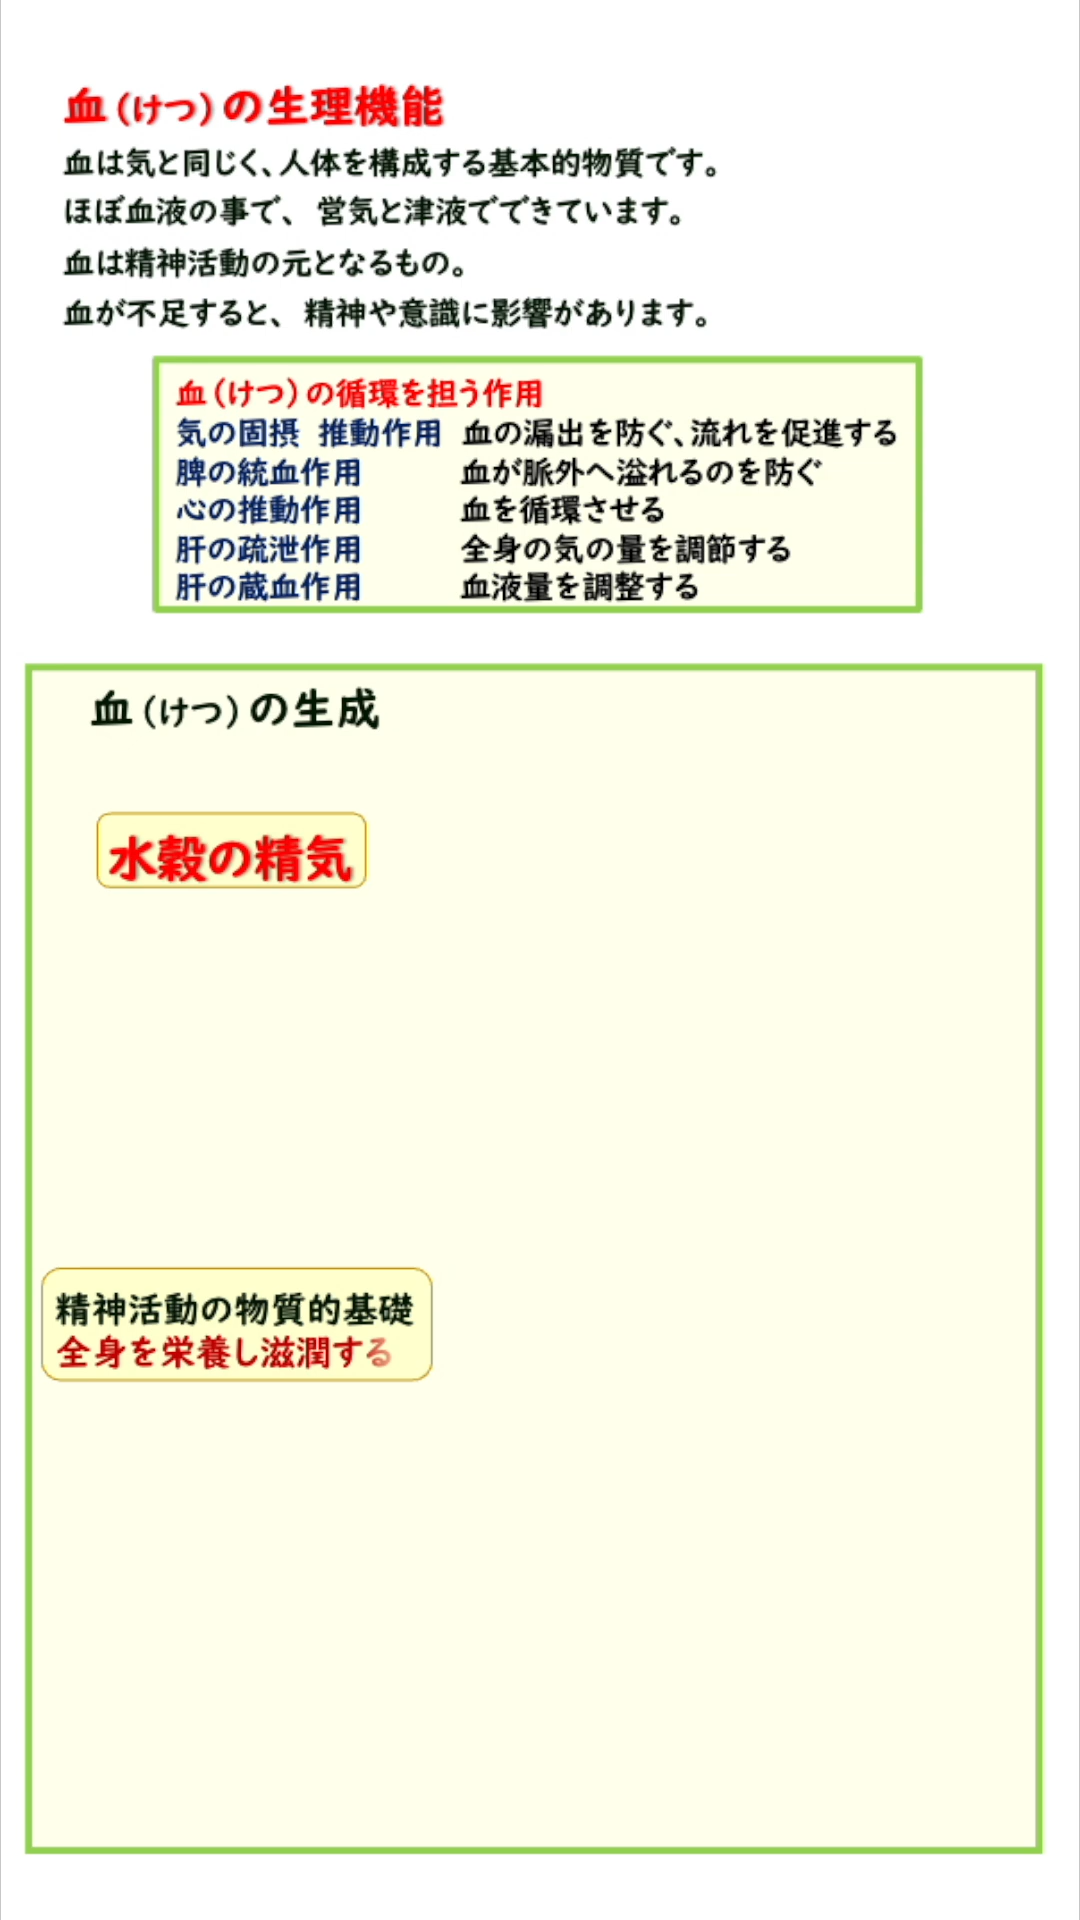 血（けつ）の生理機能
血は気と同じく、人体を構成する基本的物質です。
ほぼ血液の事で、営気と津液でできています。
血は精神活動の元となるもの。
血が不足すると、精神や意識に影響があります。
血（けつ）の循環を担う作用
気の固摂 推動作用 血の漏出を防ぐ、流れを促進する
脾の統血作用 血が脈外へ溢れるのを防ぐ
心の推動作用 血を循環させる
肝の疏泄作用 全身の気の量を調節する
肝の蔵血作用 血液量を調整する
血（けつ）の生成
水穀の精気
精神活動の物質的基礎
全身を栄養し滋潤する